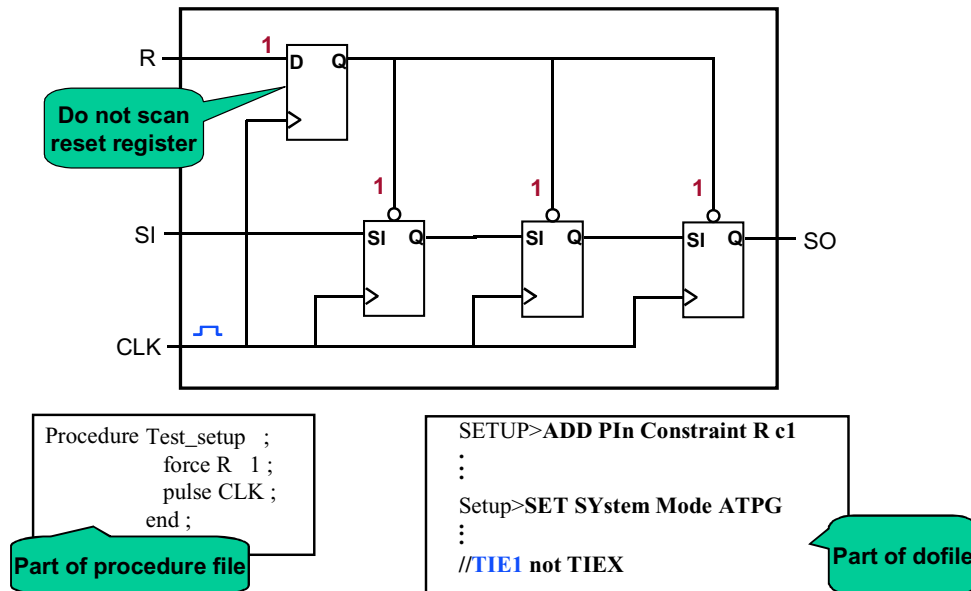 1
R
D
Q
Do not scan
reset register
1
1
1
SI
SI
Q
SI
Q
SI
Q
SO
CLK
Procedure Test_setup ;
force R 1 ;
pulse CLK ;
end ;
Part of procedure file
SETUP>ADD PIn Constraint R c1
:
Setup>SET SYstem Mode ATPG
:
//TIE1 not TIEX
Part of dofile